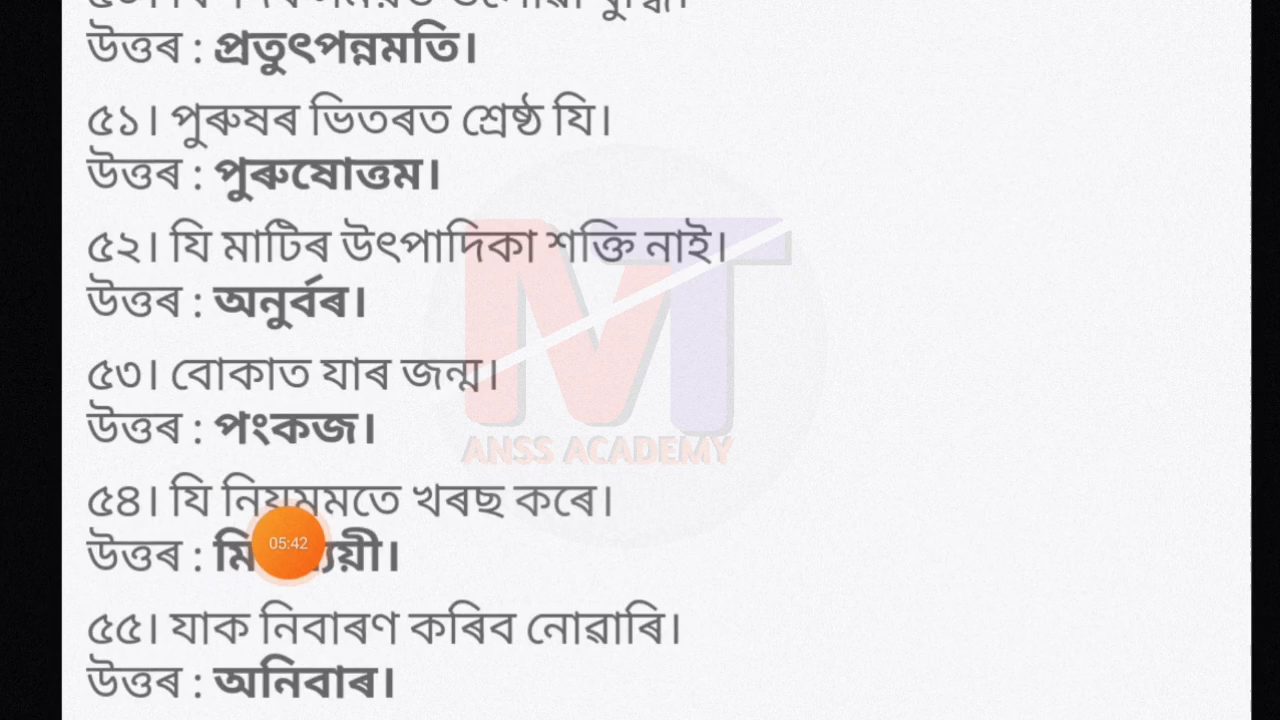 উত্তৰ : প্ৰতুৎপন্নমতি।
৫১। পুৰুষৰ ভিতৰত শ্ৰেষ্ঠ যি।
উত্তৰ : পুৰুষোত্তম।
৫২। যি মাটিৰ উৎপাদিকা শক্তি নাই।
উত্তৰ : অনুৰ্বৰ।
৫৩। বোকাত যাৰ জন্ম।
উত্তৰ : পংকজ।
ANSS ACADEMY
৫৪। যি নিয়মমতে খৰছ কৰে।
05:42
উত্তৰ :
৫৫। যাক নিবাৰণ কৰিব নোৱাৰি।
উত্তৰ : অনিবাৰ।